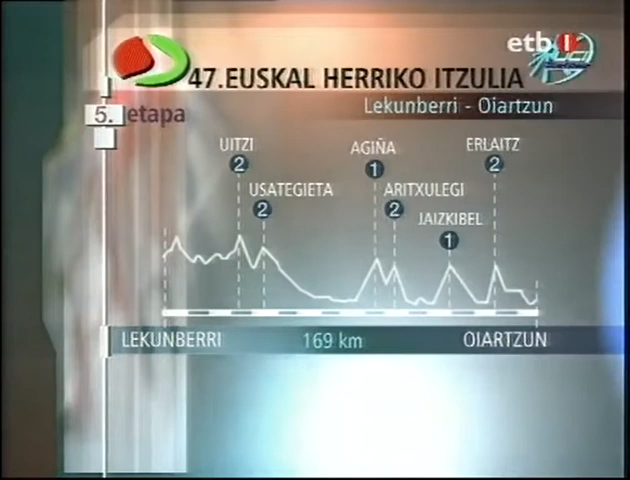 etb 1
47.EUSKAL HERRIKO ITZULIA
5. etapa
Lekunberri - Oiartzun
UITZI
2
USATEGIETA
2
AGIÑA
1
ARITXULEGI
2
JAIZKIBEL
1
ERLAITZ
2
LEKUNBERRI
169 km
OIARTZUN